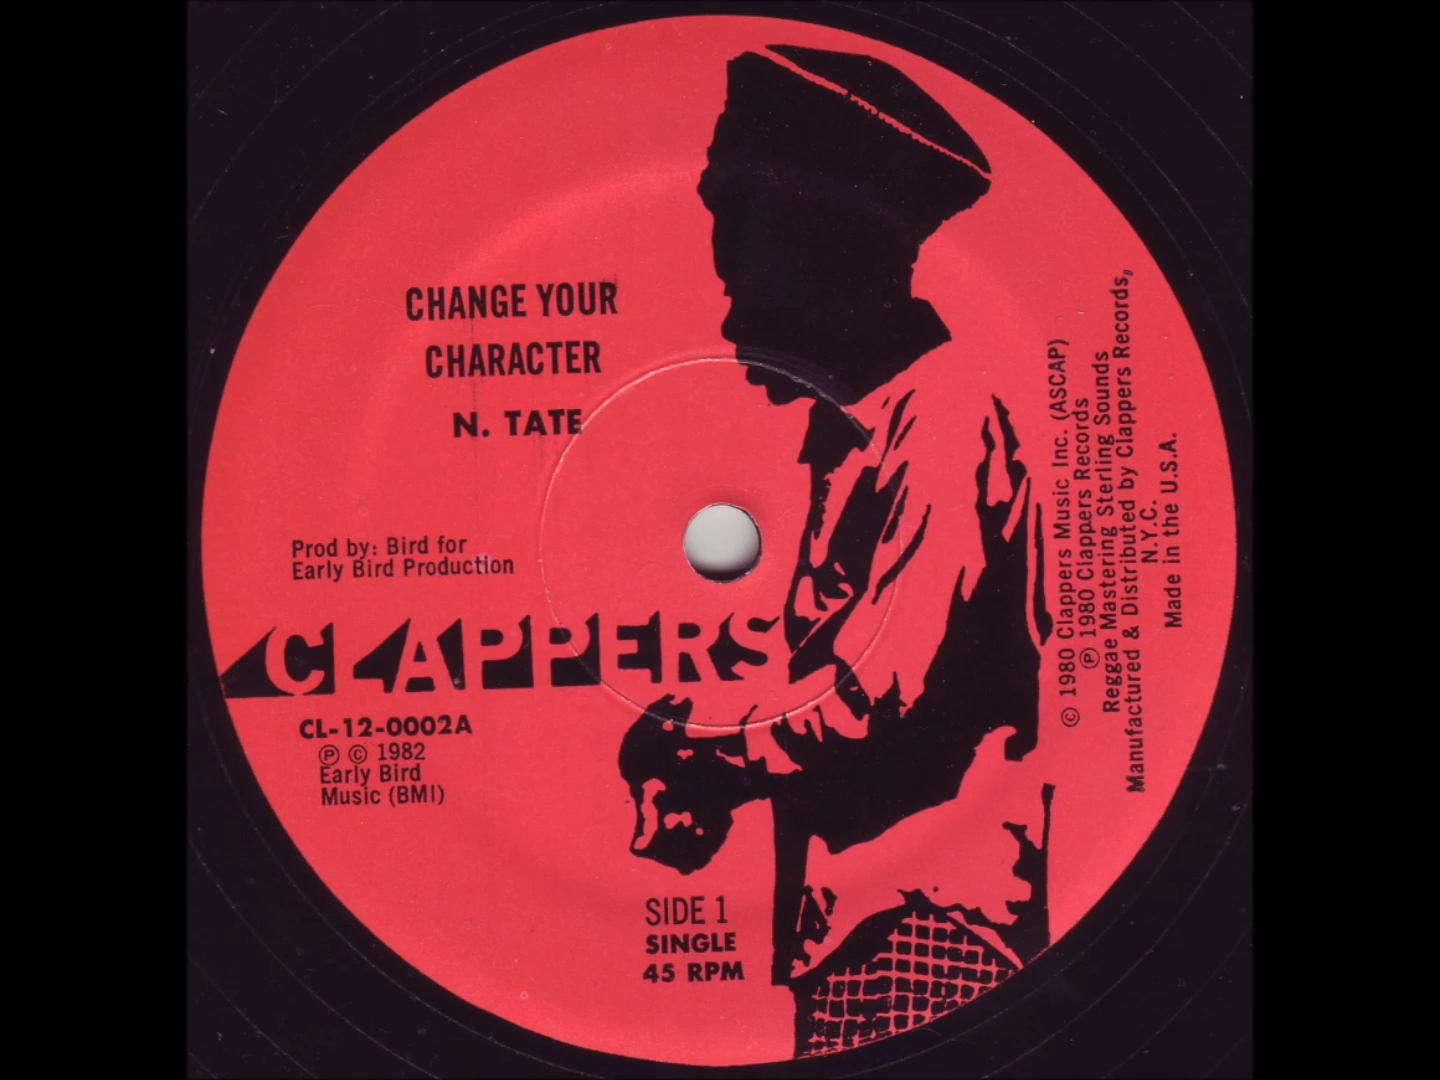 CHANGE YOUR
CHARACTER
N. TATE
Prod by: Bird for
Early Bird Production
CLAPPERS
CL-12-0002A
Ⓟ © 1982
Early Bird
Music (BMI)
SIDE 1
SINGLE
45 RPM
© 1980 Clappers Music Inc. (ASCAP)
Ⓟ 1980 Clappers Records
Reggae Mastering Sterling Sounds
Manufactured & Distributed by Clappers Records,
N.Y.C.
Made in the U.S.A.